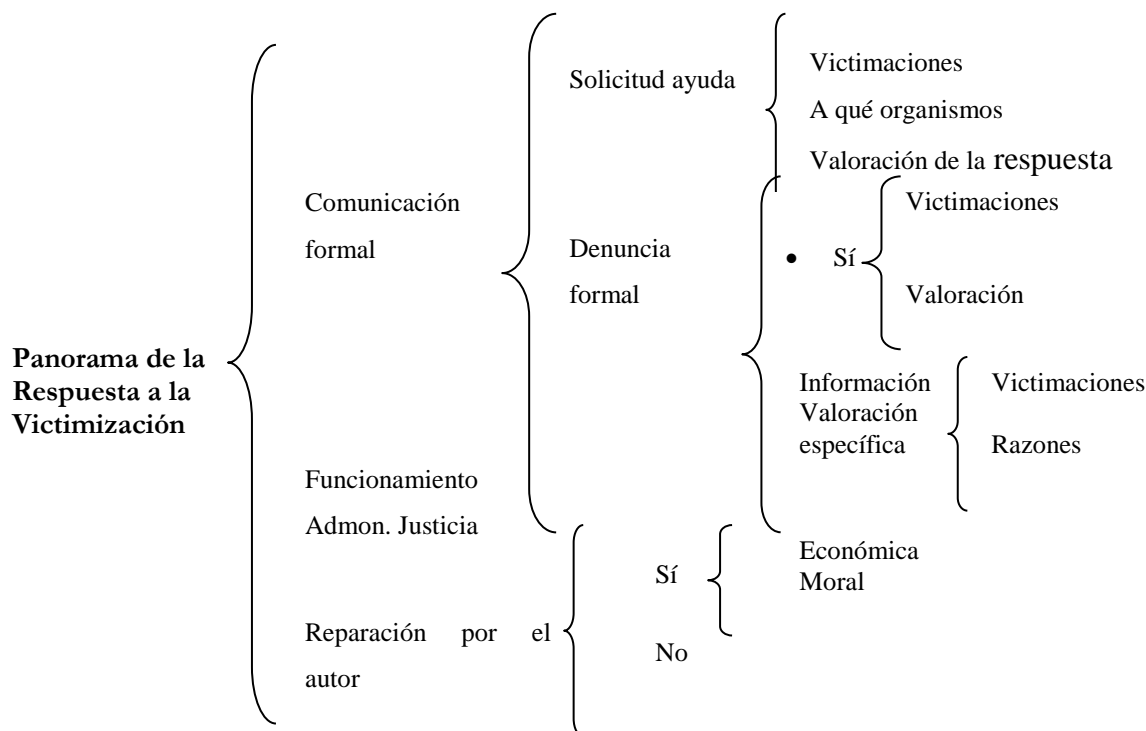 Panorama de la
Respuesta a la
Victimización
Comunicación
formal
Solicitud ayuda
Victimaciones
A qué organismos
Valoración de la respuesta
Denuncia
formal
• Sí
Victimaciones
Valoración
Información
Valoración
específica
Victimaciones
Razones
Funcionamiento
Admon. Justicia
Reparación por el
autor
Sí
Económica
Moral
No